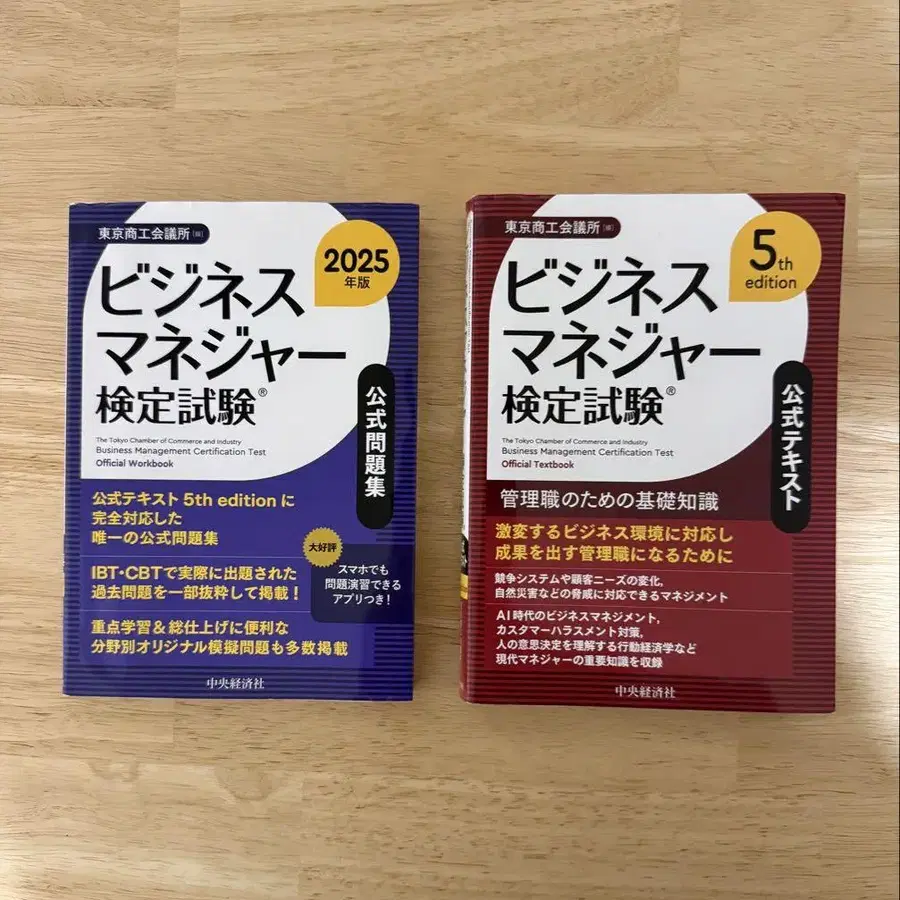 東京商工会議所[編]
2025
年版
ビジネス
マネジャー
検定試験®
公式問題集
The Tokyo Chamber of Commerce and Industry
Business Management Certification Test
Official Workbook
公式テキスト 5th editionに
完全対応した
唯一の公式問題集
大好評
スマホでも
問題演習できる
アプリつき!
IBT・CBTで実際に出題された
過去問題を一部抜粋して掲載!
重点学習&総仕上げに便利な
分野別オリジナル模擬問題も多数掲載
中央経済社
東京商工会議所[編]
5th
edition
ビジネス
マネジャー
検定試験®
公式テキスト
The Tokyo Chamber of Commerce and Industry
Business Management Certification Test
Official Textbook
管理職のための基礎知識
激変するビジネス環境に対応し
成果を出す管理職になるために
競争システムや顧客ニーズの変化,
自然災害などの脅威に対応できるマネジメント
AI時代のビジネスマネジメント,
カスタマーハラスメント対策,
人の意思決定を理解する行動経済学など
現代マネジャーの重要知識を収録
中央経済社